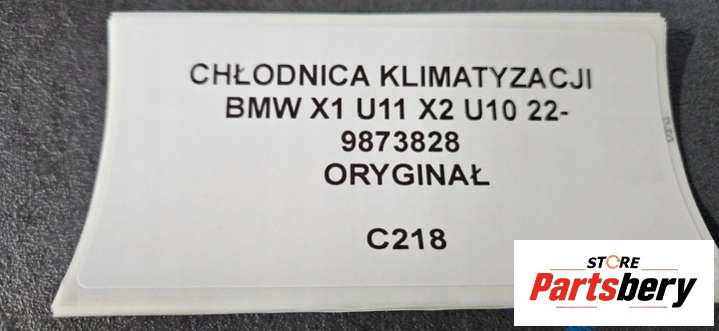 CHŁODNICA KLIMATYZACJI
BMW X1 U11 X2 U10 22-
9873828
ORYGINAŁ
C218
STORE
Partsbery